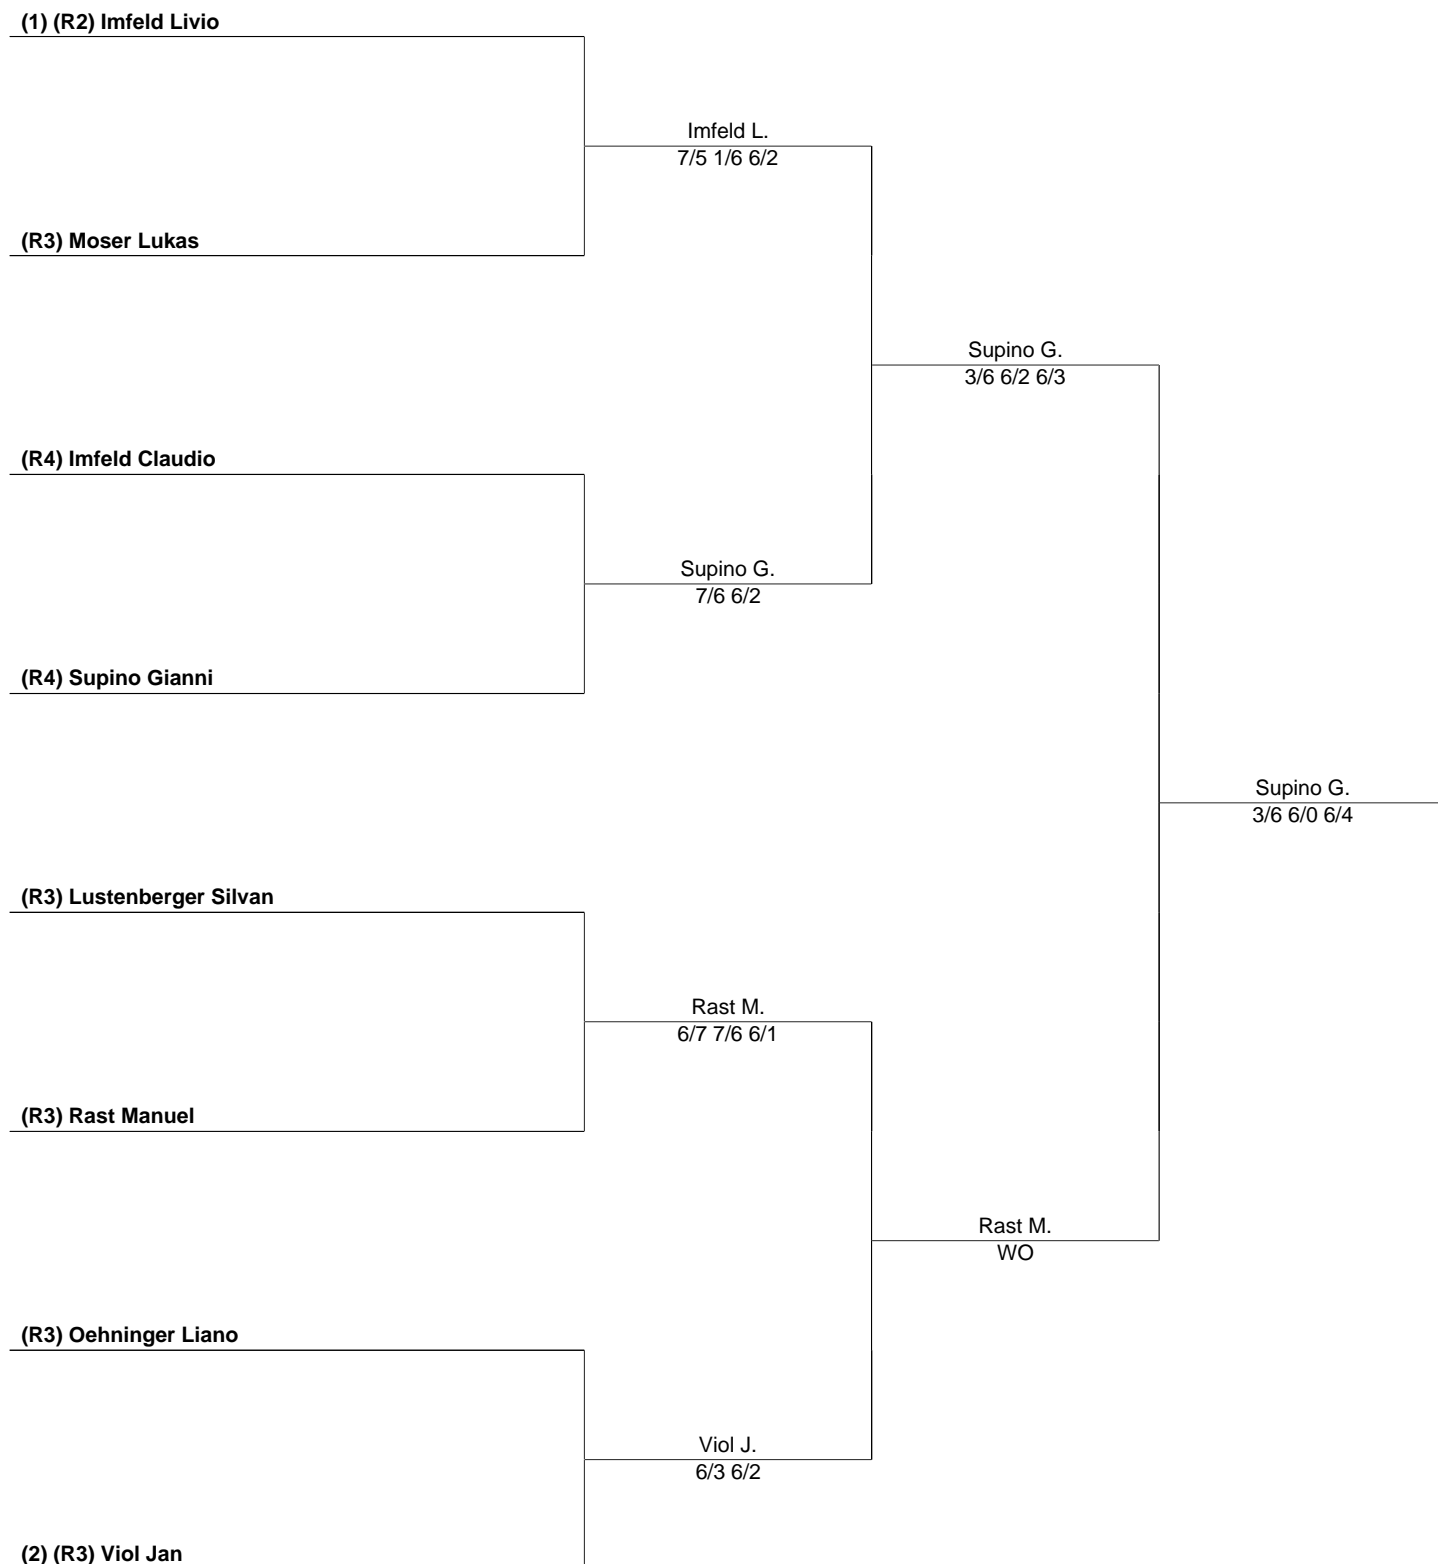 (1) (R2) Imfeld Livio
Imfeld L.
7/5 1/6 6/2
(R3) Moser Lukas
Supino G.
3/6 6/2 6/3
(R4) Imfeld Claudio
Supino G.
7/6 6/2
(R4) Supino Gianni
Supino G.
3/6 6/0 6/4
(R3) Lustenberger Silvan
Rast M.
6/7 7/6 6/1
(R3) Rast Manuel
Rast M.
WO
(R3) Oehninger Liano
Viol J.
6/3 6/2
(2) (R3) Viol Jan